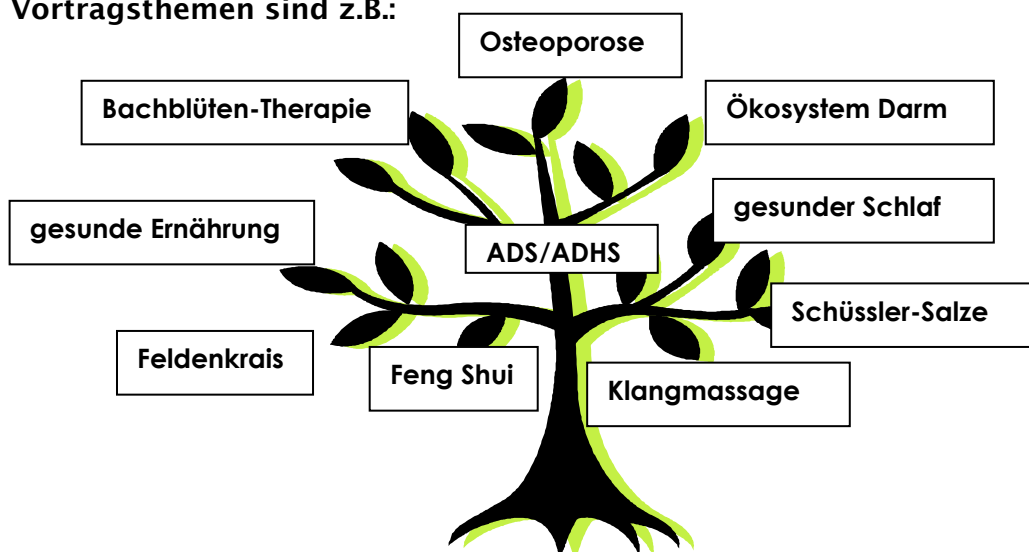 Vortragsthemen sind z.B.:
Osteoporose
Bachblüten-Therapie
Ökosystem Darm
gesunde Ernährung
gesunder Schlaf
ADS/ADHS
Schüssler-Salze
Feldenkrais
Feng Shui
Klangmassage